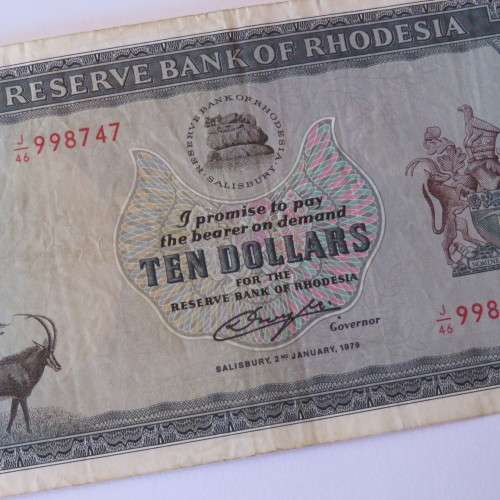 RESERVE BANK OF RHODESIA
J/46 998747
RESERVE BANK OF RHODESIA
SALISBURY
I promise to pay
the bearer on demand
TEN DOLLARS
FOR THE
RESERVE BANK OF RHODESIA
Governor
SALISBURY, 2ND JANUARY, 1979
J/46 998